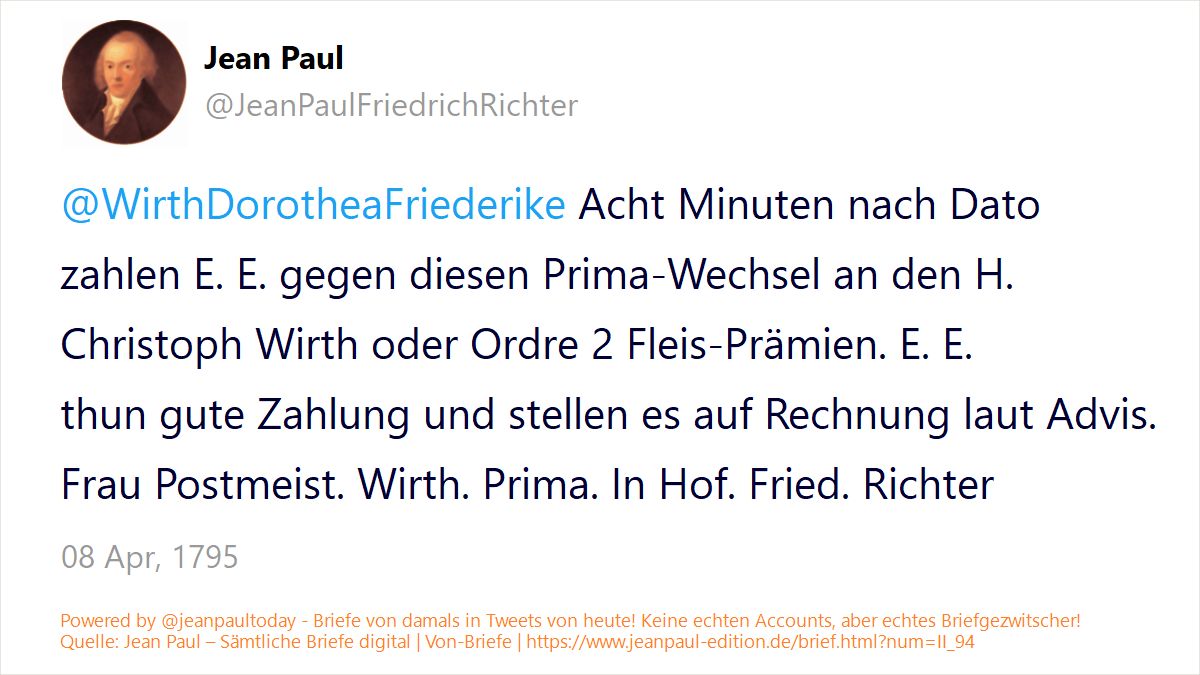 Jean Paul
@JeanPaulFriedrichRichter
@WirthDorotheaFriederike Acht Minuten nach Dato
zahlen E. E. gegen diesen Prima-Wechsel an den H.
Christoph Wirth oder Ordre 2 Fleis-Prämien. E. E.
thun gute Zahlung und stellen es auf Rechnung laut Advis.
Frau Postmeist. Wirth. Prima. In Hof. Fried. Richter
08 Apr, 1795
Powered by @jeanpaultoday - Briefe von damals in Tweets von heute! Keine echten Accounts, aber echtes Briefgezwitscher!
Quelle: Jean Paul – Sämtliche Briefe digital | Von-Briefe | https://www.jeanpaul-edition.de/brief.html?num=II_94